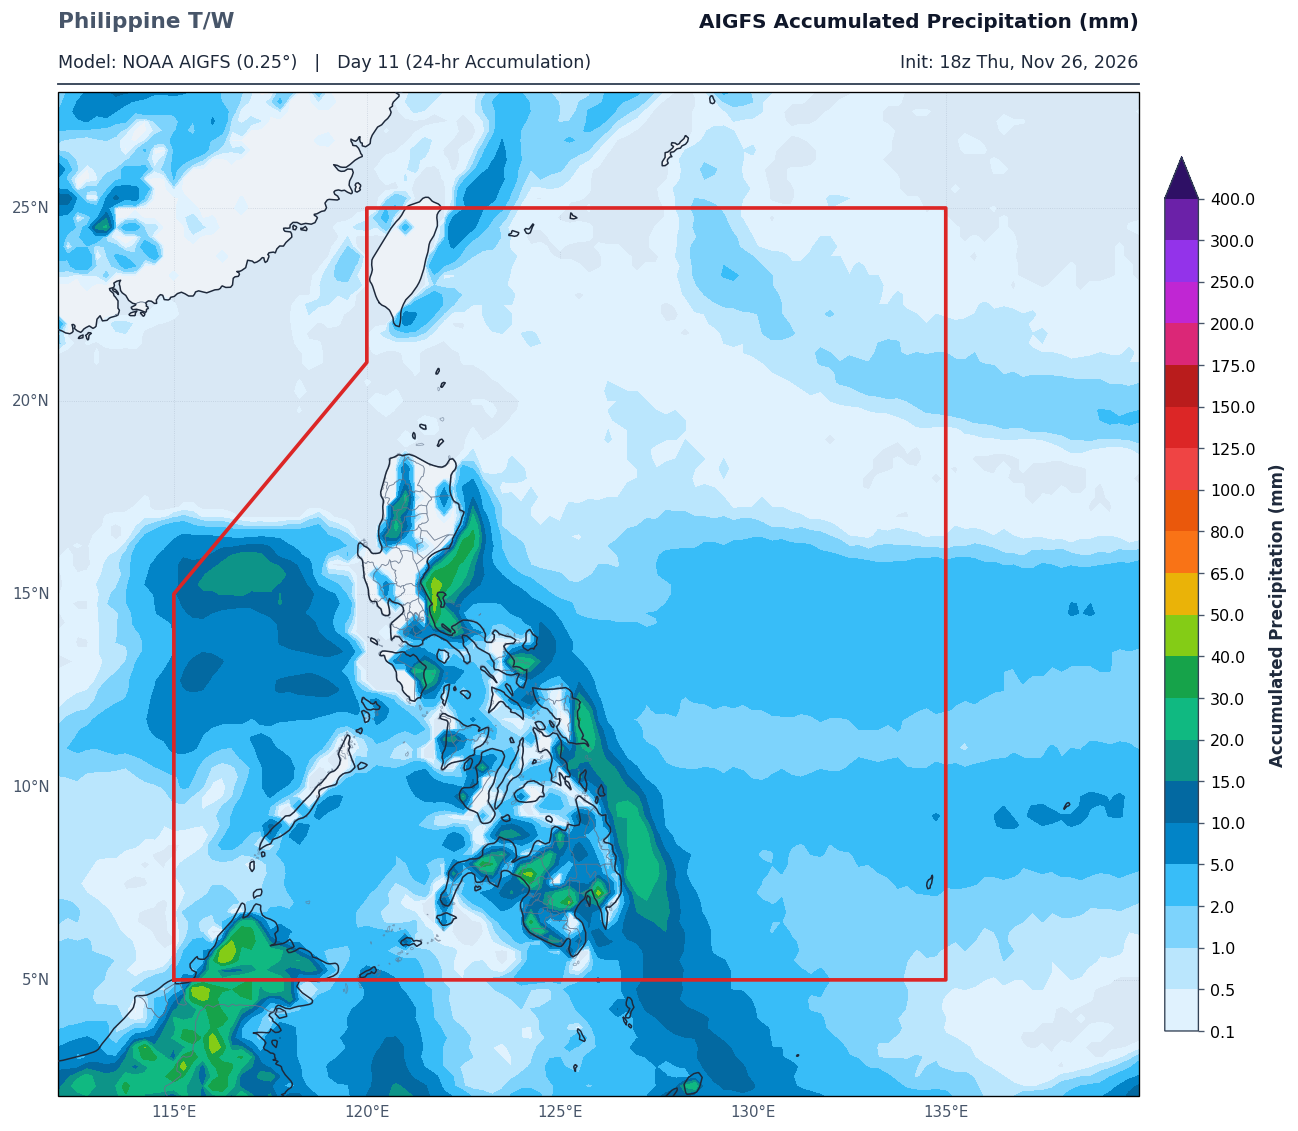 Philippine T/W
AIGFS Accumulated Precipitation (mm)
Model: NOAA AIGFS (0.25°) | Day 11 (24-hr Accumulation)
Init: 18z Thu, Nov 26, 2026
25°N
20°N
15°N
10°N
5°N
115°E
120°E
125°E
130°E
135°E
400.0
300.0
250.0
200.0
175.0
150.0
125.0
100.0
80.0
65.0
50.0
40.0
30.0
20.0
15.0
10.0
5.0
2.0
1.0
0.5
0.1
Accumulated Precipitation (mm)